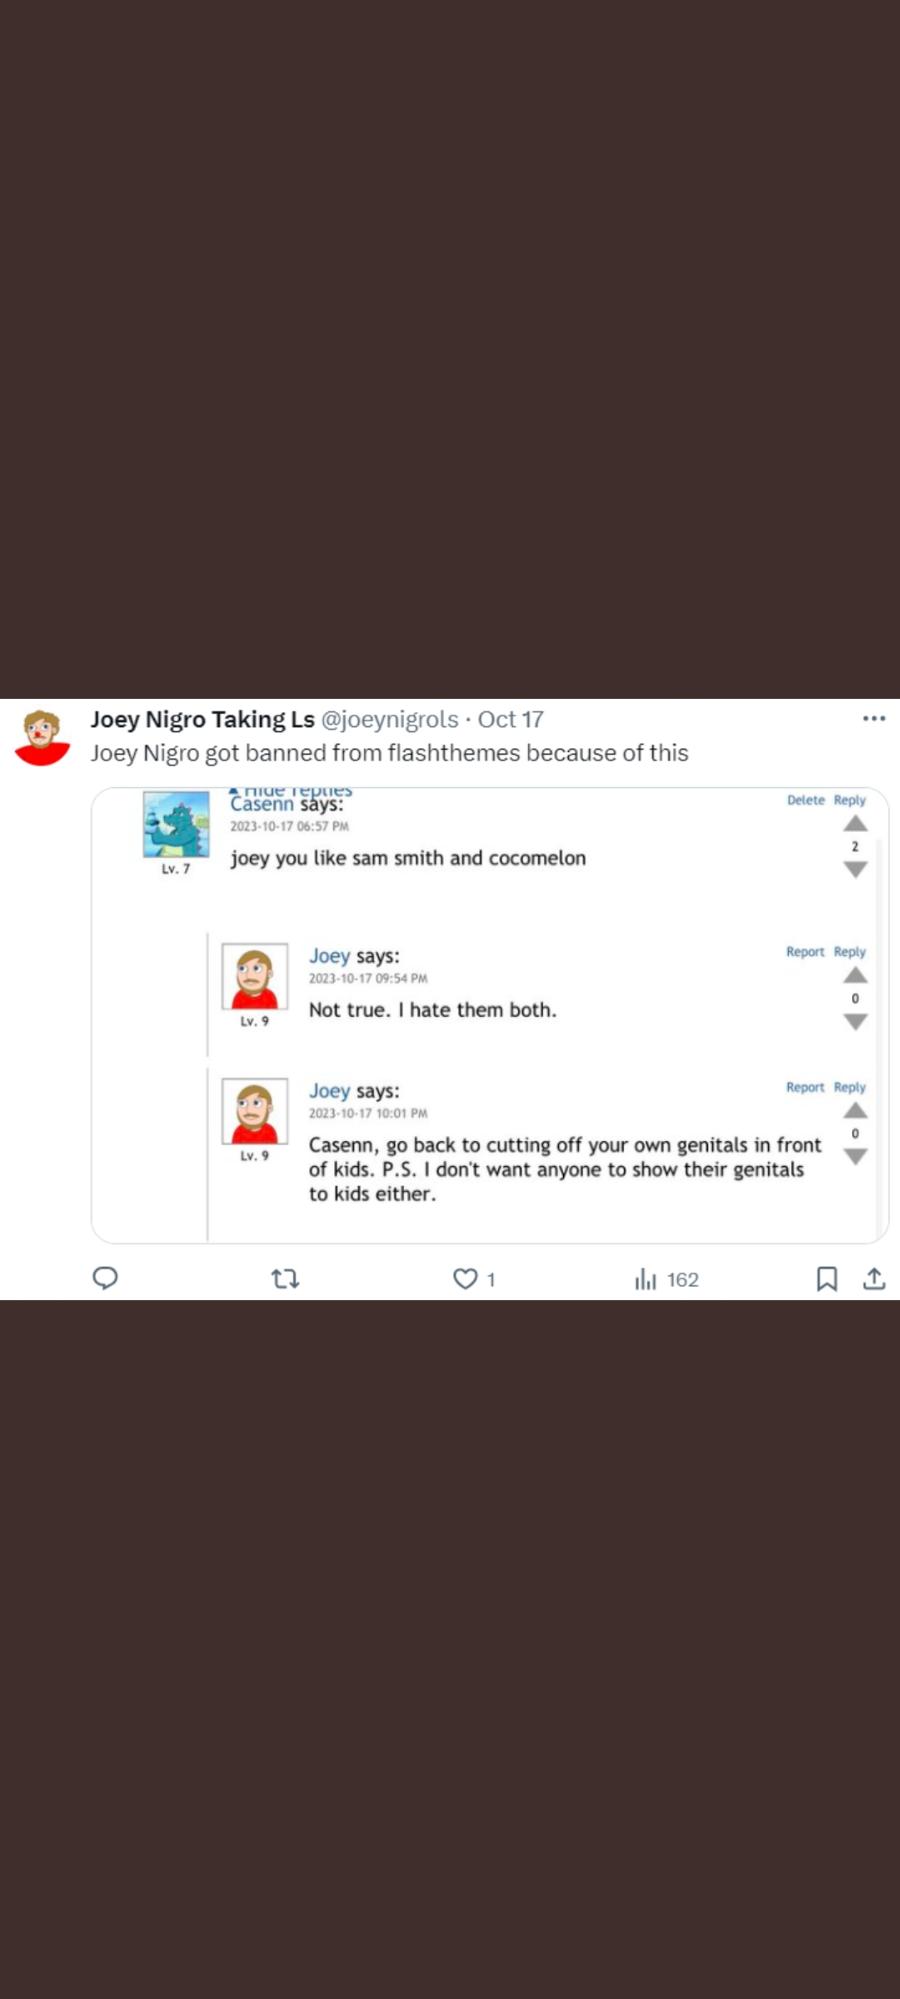 Joey Nigro Taking Ls @joeynigrols · Oct 17
Joey Nigro got banned from flashthemes because of this
Hide replies
Casenn says:
Delete Reply
2023-10-17 06:57 PM
2
joey you like sam smith and cocomelon
Lv. 7
Joey says:
Report Reply
2023-10-17 09:54 PM
0
Not true. I hate them both.
Lv. 9
Joey says:
Report Reply
2023-10-17 10:01 PM
0
Casenn, go back to cutting off your own genitals in front
of kids. P.S. I don't want anyone to show their genitals
to kids either.
Lv. 9
1
162